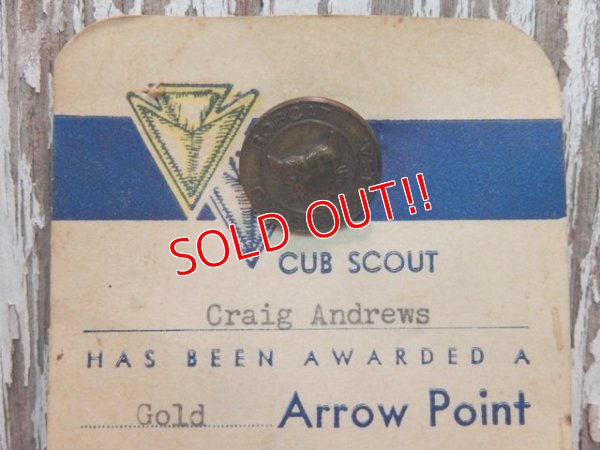 BOBCAT
SOLD OUT!!
CUB SCOUT
Craig Andrews
HAS BEEN AWARDED A
Gold Arrow Point